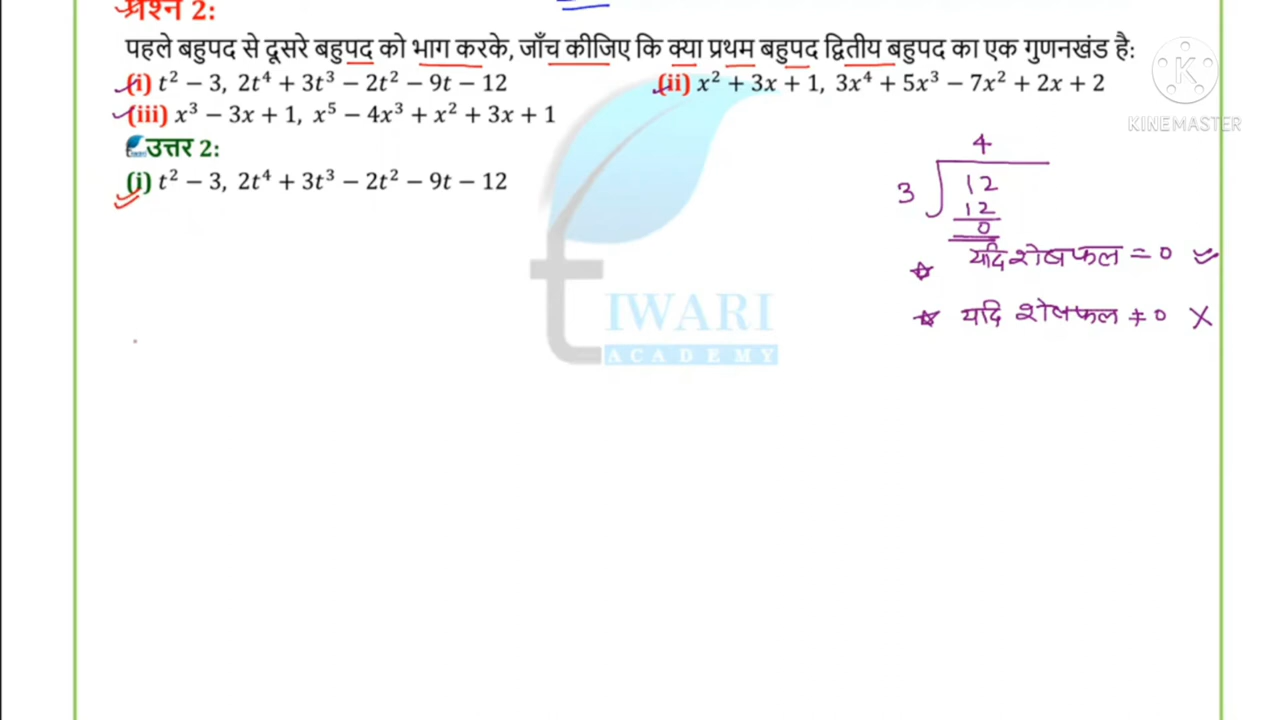 प्रश्न 2:
पहले बहुपद से दूसरे बहुपद को भाग करके, जाँच कीजिए कि क्या प्रथम बहुपद द्वितीय बहुपद का एक गुणनखंड है:
(i) t² − 3, 2t⁴ + 3t³ − 2t² − 9t − 12 (ii) x² + 3x + 1, 3x⁴ + 5x³ − 7x² + 2x + 2
(iii) x³ − 3x + 1, x⁵ − 4x³ + x² + 3x + 1
K
KINEMASTER
उत्तर 2:
(i) t² − 3, 2t⁴ + 3t³ − 2t² − 9t − 12
4
3 12
12
0
यदि शेषफल = 0
यदि शेषफल ≠ 0 ×
TIWARI
ACADEMY